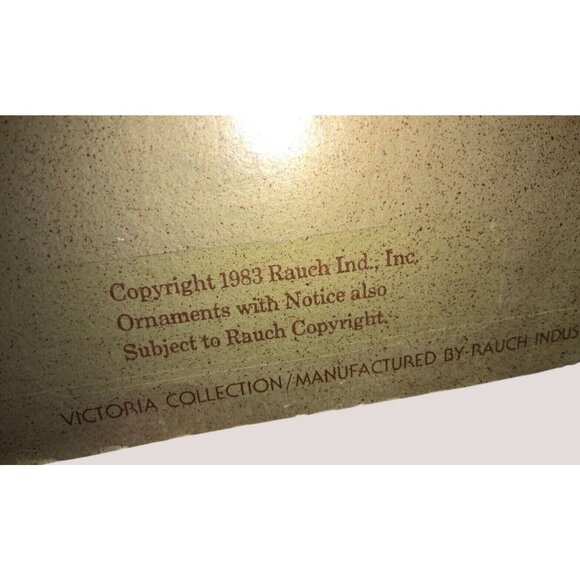 Copyright 1983 Rauch Ind., Inc.
Ornaments with Notice also
Subject to Rauch Copyright.
VICTORIA COLLECTION/MANUFACTURED BY RAUCH INDUS